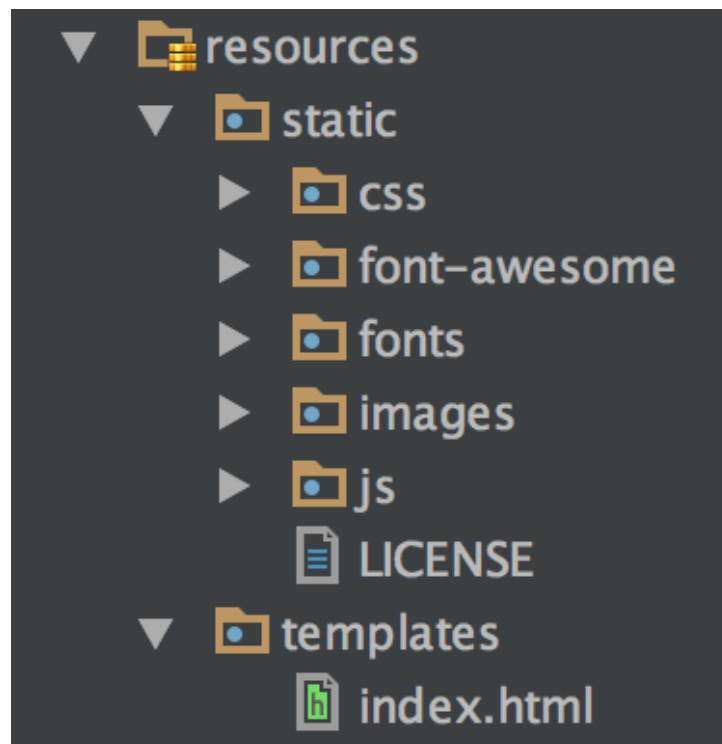 resources
static
css
font-awesome
fonts
images
js
LICENSE
templates
index.html